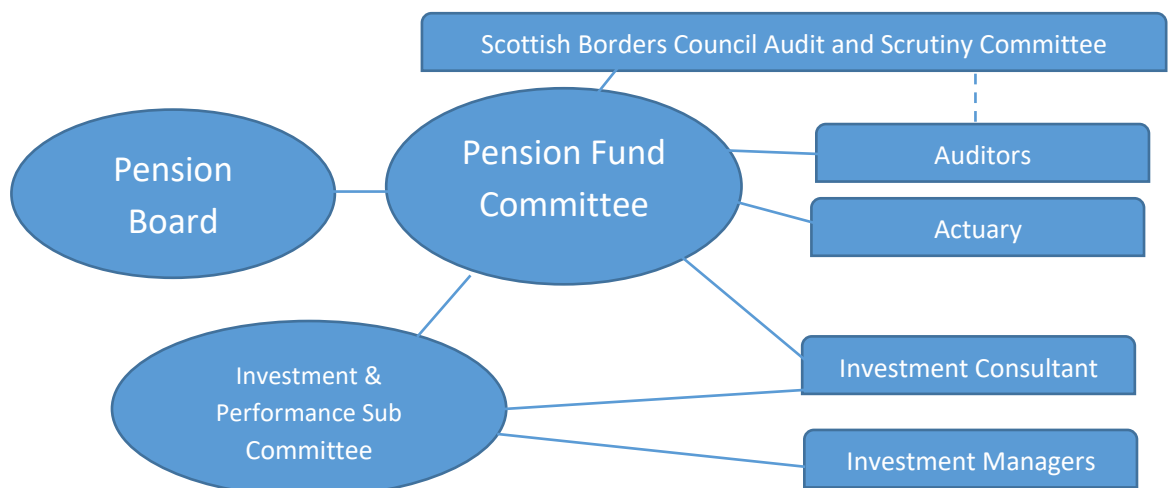 Scottish Borders Council Audit and Scrutiny Committee
Pension
Board
Pension Fund
Committee
Auditors
Actuary
Investment &
Performance Sub
Committee
Investment Consultant
Investment Managers